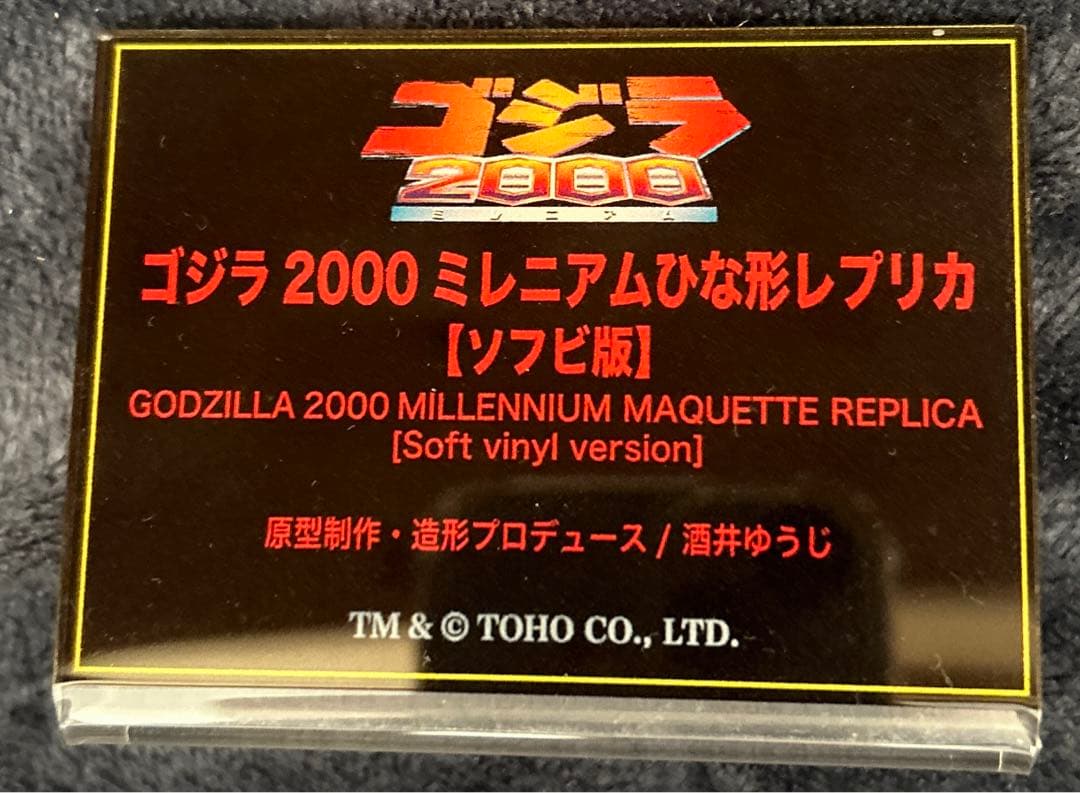 ゴジラ
2000
ミレニアム
ゴジラ 2000 ミレニアムひな形レプリカ
【ソフビ版】
GODZILLA 2000 MİLLENNIUM MAQUETTE REPLICA
[Soft vinyl version]
原型制作・造形プロデュース / 酒井ゆうじ
TM & © TOHO CO., LTD.